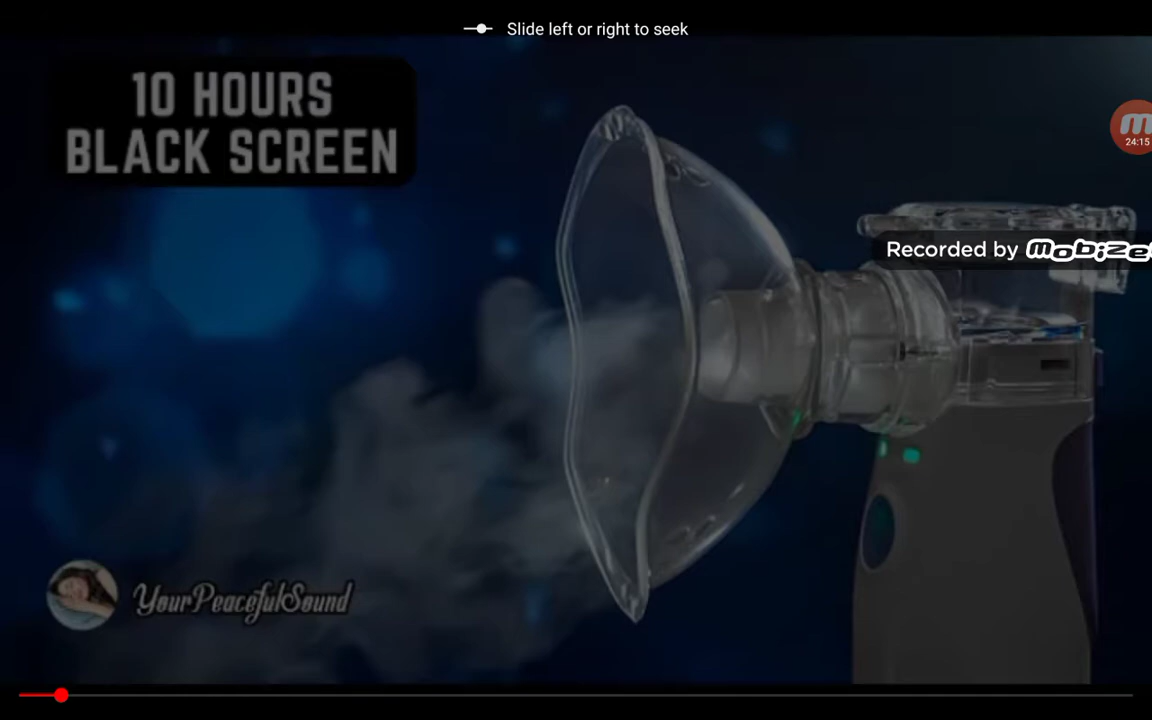 Slide left or right to seek
10 HOURS
BLACK SCREEN
24:15
Recorded by
YourPeacefulSound